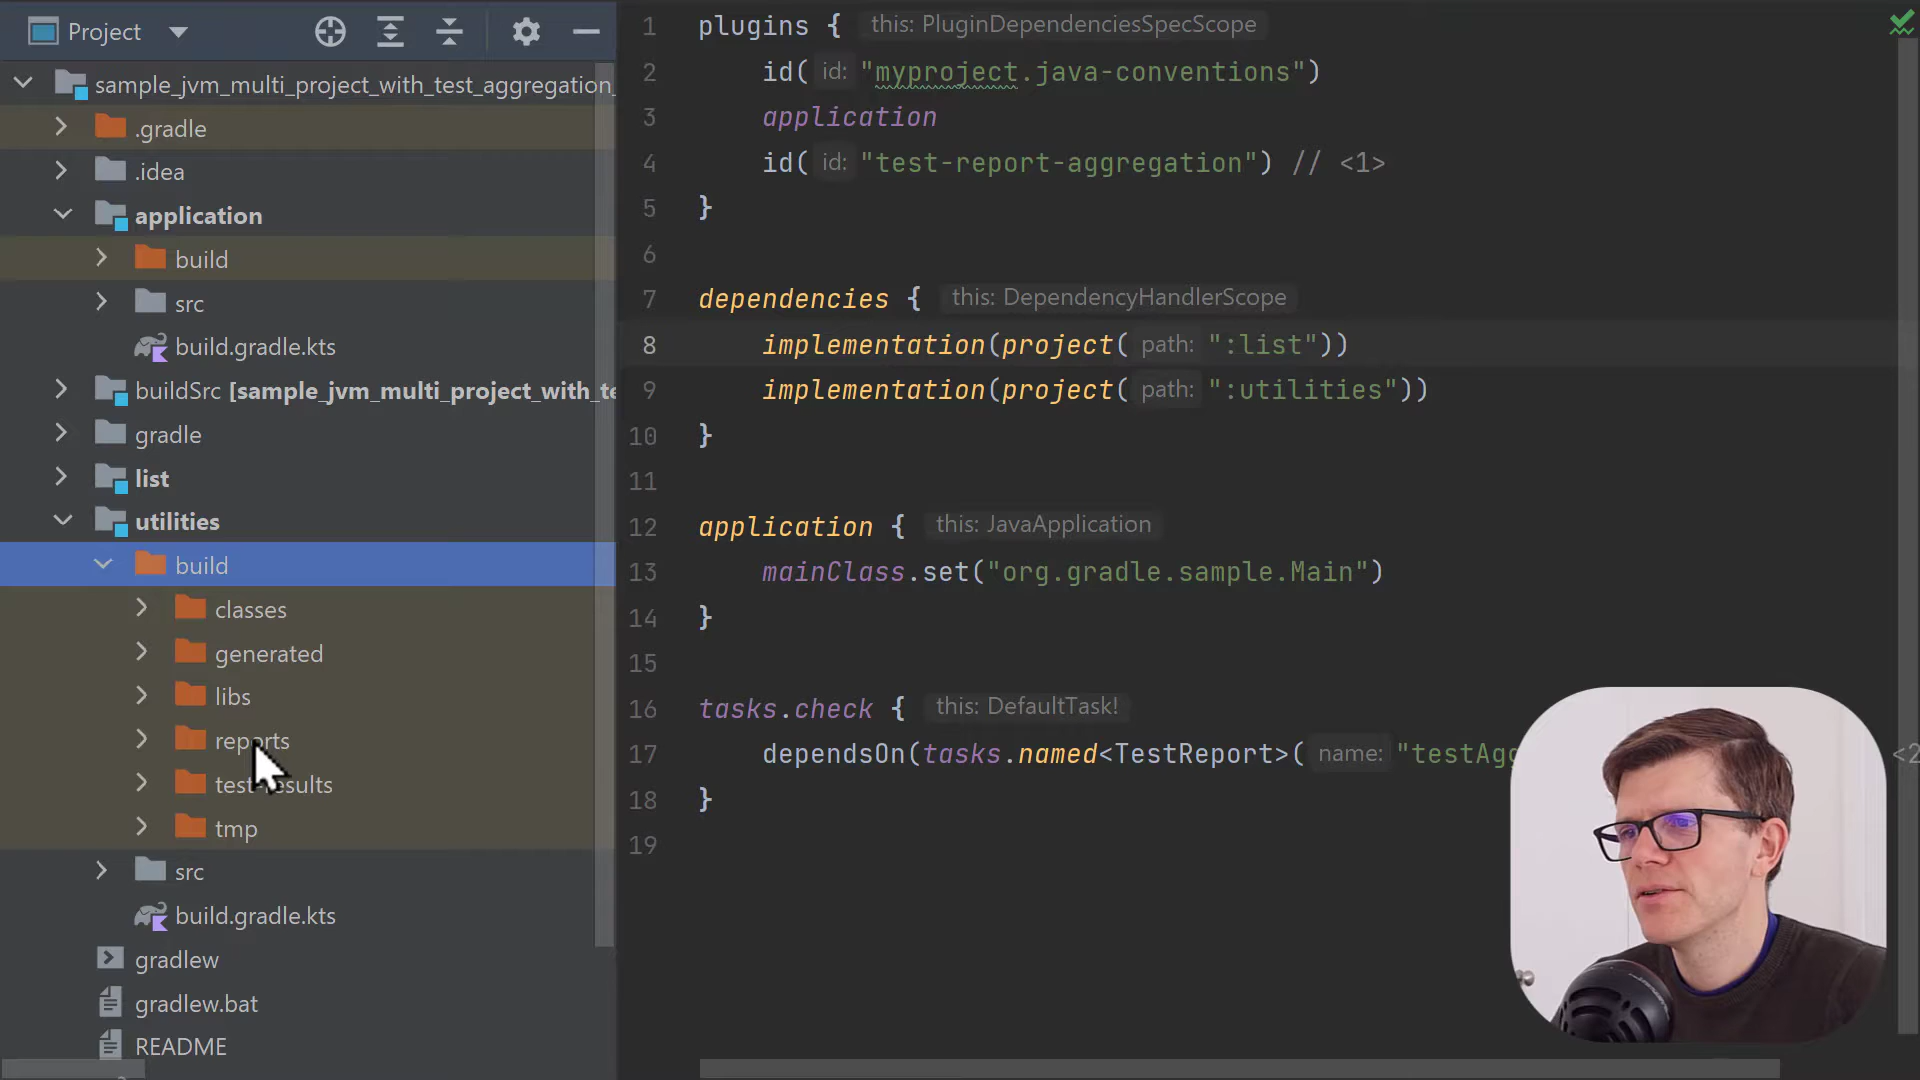 Project
sample_jvm_multi_project_with_test_aggregation_
.gradle
.idea
application
build
src
build.gradle.kts
buildSrc [sample_jvm_multi_project_with_te
gradle
list
utilities
build
classes
generated
libs
reports
test-results
tmp
src
build.gradle.kts
gradlew
gradlew.bat
README
1 plugins { this: PluginDependenciesSpecScope
2 id( id: "myproject.java-conventions")
3 application
4 id( id: "test-report-aggregation") // <1>
5 }
6
7 dependencies { this: DependencyHandlerScope
8 implementation(project( path: ":list"))
9 implementation(project( path: ":utilities"))
10 }
11
12 application { this: JavaApplication
13 mainClass.set("org.gradle.sample.Main")
14 }
15
16 tasks.check { this: DefaultTask!
17 dependsOn(tasks.named<TestReport>( name: "testAgg <2
18 }
19